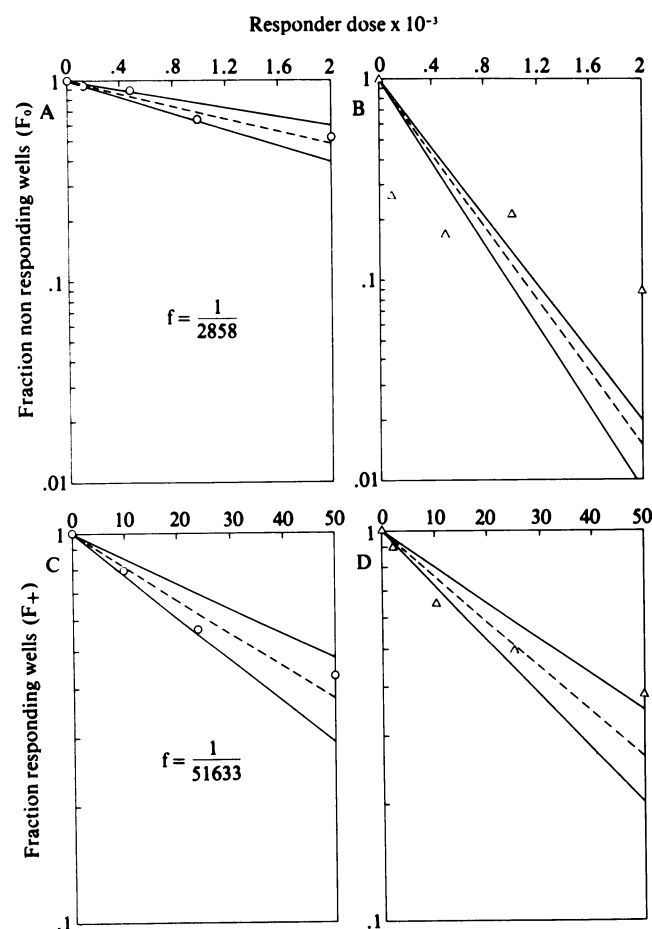 Responder dose x 10⁻³
0 .4 .8 1.2 1.6 2
0 .4 .8 1.2 1.6 2
1
A
.1
.01
Fraction non responding wells (F₀)
f = 1
2858
1
B
.1
.01
0 10 20 30 40 50
0 10 20 30 40 50
1
C
.1
Fraction responding wells (F+)
f = 1
51633
1
D
.1